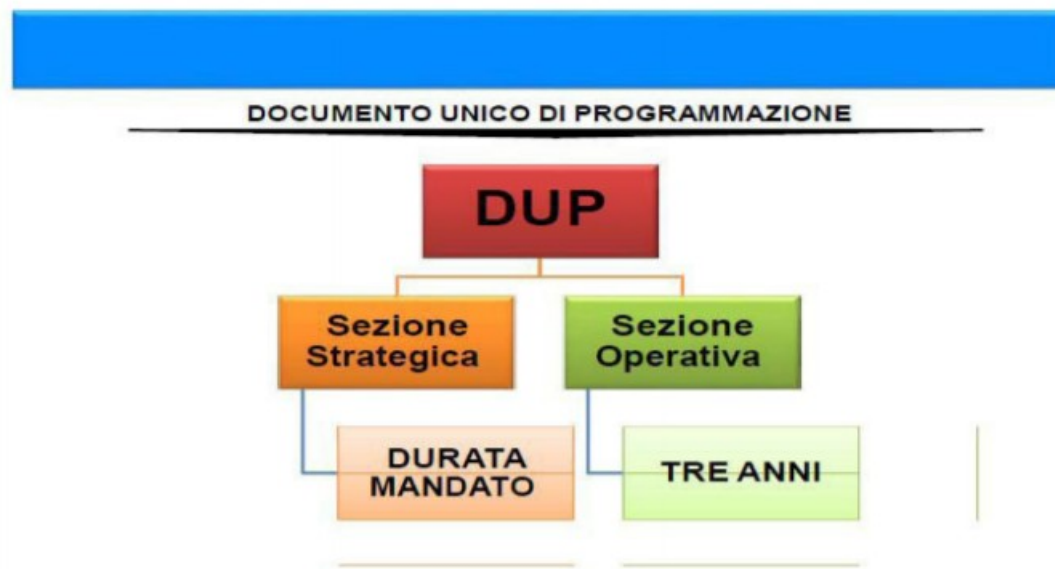 DOCUMENTO UNICO DI PROGRAMMAZIONE
DUP
Sezione
Strategica
Sezione
Operativa
DURATA
MANDATO
TRE ANNI